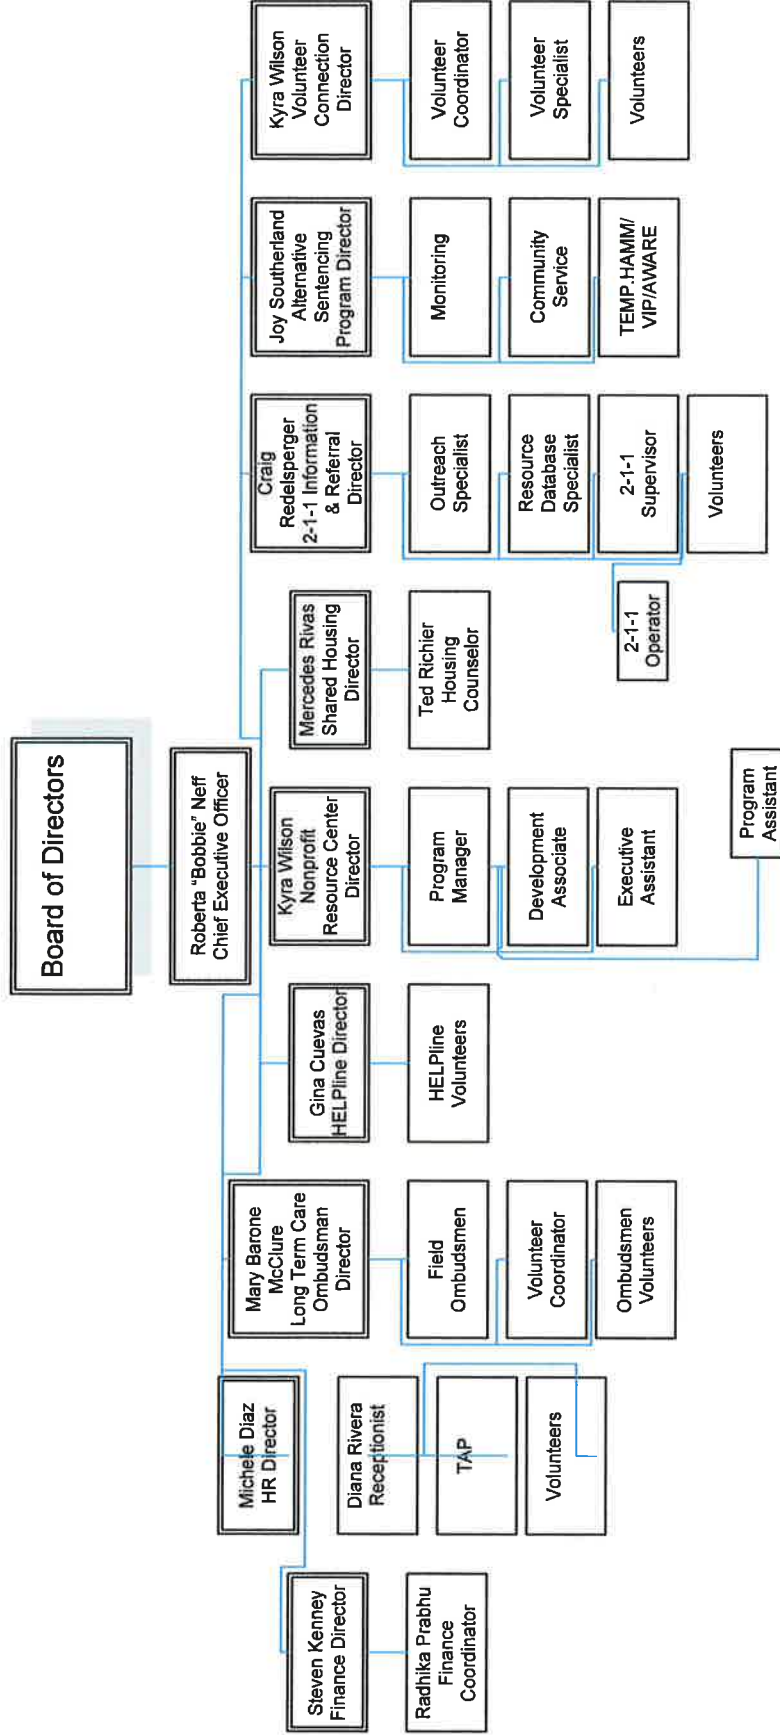 Board of Directors
Roberta "Bobbie" Neff
Chief Executive Officer
Steven Kenney
Finance Director
Radhika Prabhu
Finance
Coordinator
Michele Diaz
HR Director
Diana Rivera
Receptionist
TAP
Volunteers
Mary Barone
McClure
Long Term Care
Ombudsman
Director
Field
Ombudsmen
Volunteer
Coordinator
Ombudsmen
Volunteers
Gina Cuevas
HELPline Director
HELPline
Volunteers
Kyra Wilson
Nonprofit
Resource Center
Director
Program
Manager
Development
Associate
Executive
Assistant
Program
Assistant
Mercedes Rivas
Shared Housing
Director
Ted Richier
Housing
Counselor
Craig
Redelsperger
2-1-1 Information
& Referral
Director
Outreach
Specialist
Resource
Database
Specialist
2-1-1
Supervisor
2-1-1
Operator
Volunteers
Joy Southerland
Alternative
Sentencing
Program Director
Monitoring
Community
Service
TEMP.HAMM/
VIP/AWARE
Kyra Wilson
Volunteer
Connection
Director
Volunteer
Coordinator
Volunteer
Specialist
Volunteers